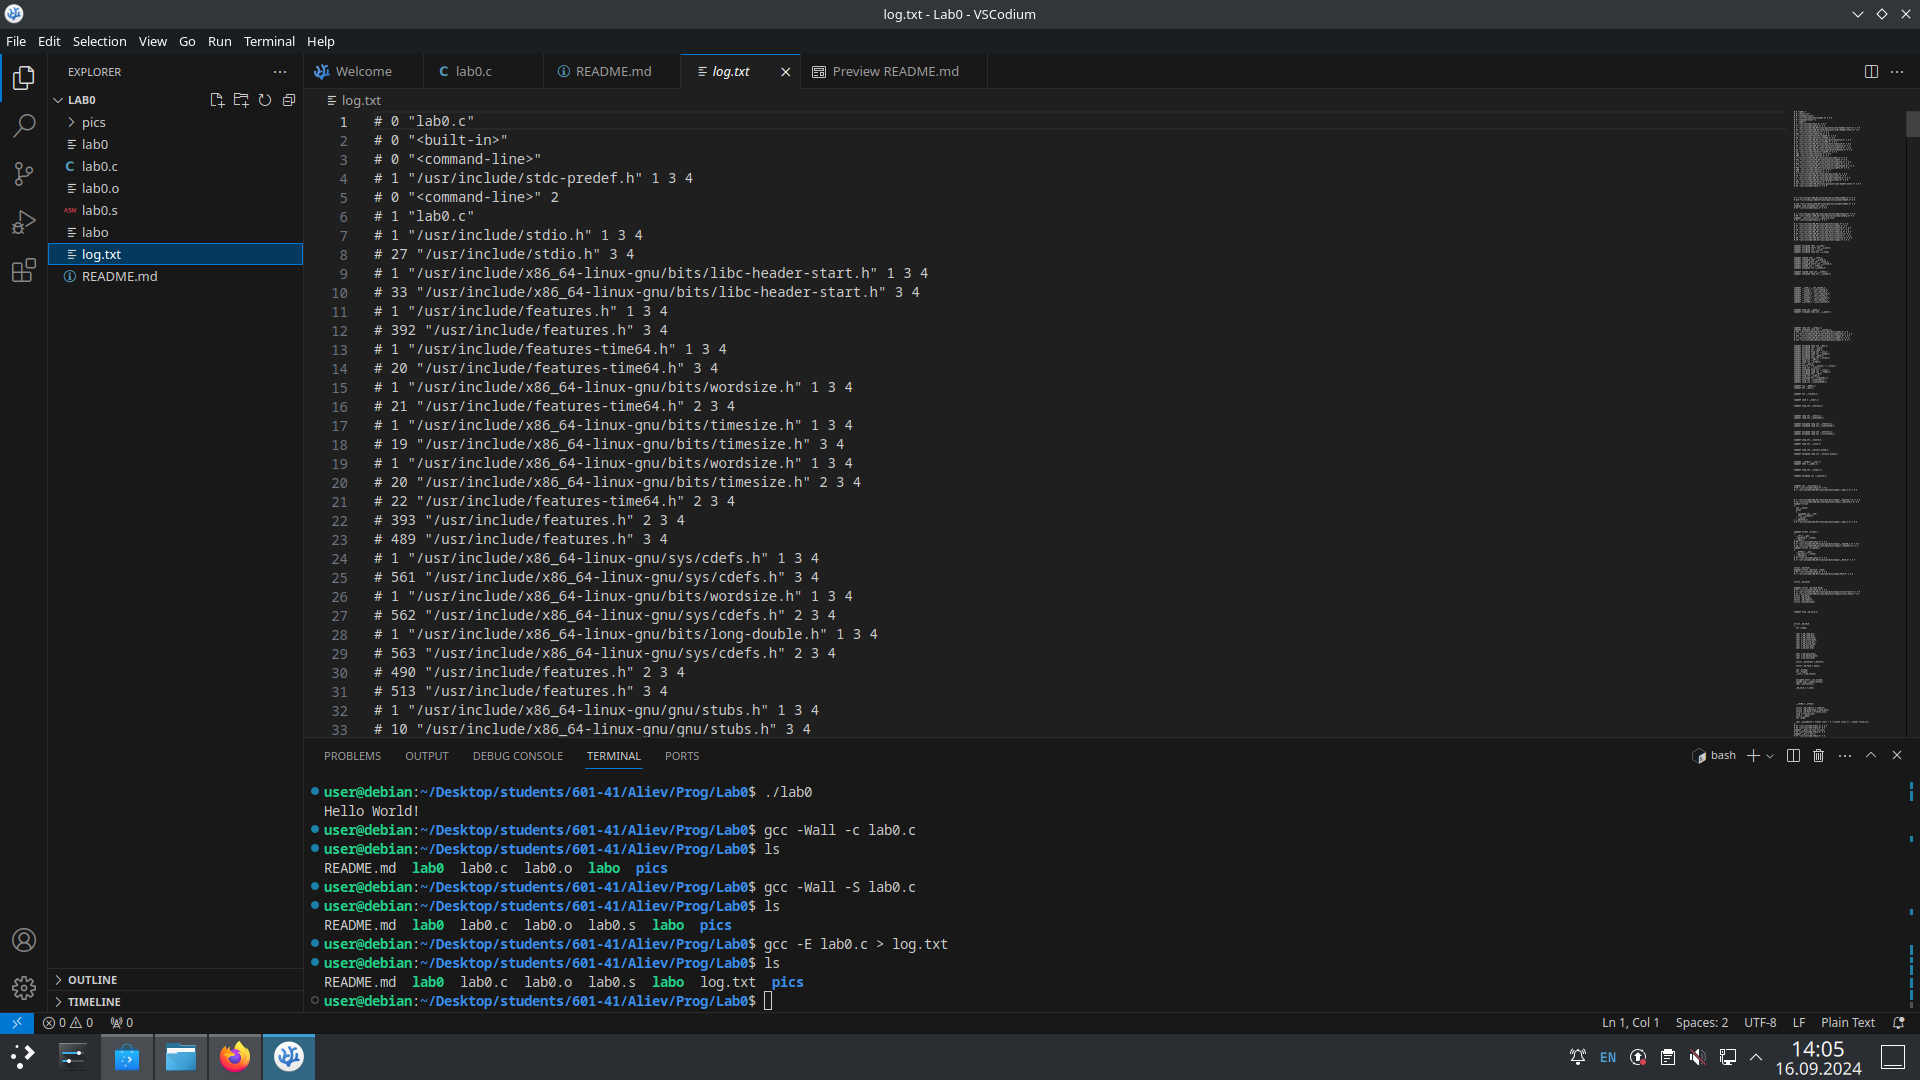 log.txt - Lab0 - VSCodium
File Edit Selection View Go Run Terminal Help
EXPLORER
LAB0
pics
lab0
lab0.c
lab0.o
lab0.s
labo
log.txt
README.md
OUTLINE
TIMELINE
Welcome lab0.c README.md log.txt Preview README.md
log.txt
1 # 0 "lab0.c"
2 # 0 "<built-in>"
3 # 0 "<command-line>"
4 # 1 "/usr/include/stdc-predef.h" 1 3 4
5 # 0 "<command-line>" 2
6 # 1 "lab0.c"
7 # 1 "/usr/include/stdio.h" 1 3 4
8 # 27 "/usr/include/stdio.h" 3 4
9 # 1 "/usr/include/x86_64-linux-gnu/bits/libc-header-start.h" 1 3 4
10 # 33 "/usr/include/x86_64-linux-gnu/bits/libc-header-start.h" 3 4
11 # 1 "/usr/include/features.h" 1 3 4
12 # 392 "/usr/include/features.h" 3 4
13 # 1 "/usr/include/features-time64.h" 1 3 4
14 # 20 "/usr/include/features-time64.h" 3 4
15 # 1 "/usr/include/x86_64-linux-gnu/bits/wordsize.h" 1 3 4
16 # 21 "/usr/include/features-time64.h" 2 3 4
17 # 1 "/usr/include/x86_64-linux-gnu/bits/timesize.h" 1 3 4
18 # 19 "/usr/include/x86_64-linux-gnu/bits/timesize.h" 3 4
19 # 1 "/usr/include/x86_64-linux-gnu/bits/wordsize.h" 1 3 4
20 # 20 "/usr/include/x86_64-linux-gnu/bits/timesize.h" 2 3 4
21 # 22 "/usr/include/features-time64.h" 2 3 4
22 # 393 "/usr/include/features.h" 2 3 4
23 # 489 "/usr/include/features.h" 3 4
24 # 1 "/usr/include/x86_64-linux-gnu/sys/cdefs.h" 1 3 4
25 # 561 "/usr/include/x86_64-linux-gnu/sys/cdefs.h" 3 4
26 # 1 "/usr/include/x86_64-linux-gnu/bits/wordsize.h" 1 3 4
27 # 562 "/usr/include/x86_64-linux-gnu/sys/cdefs.h" 2 3 4
28 # 1 "/usr/include/x86_64-linux-gnu/bits/long-double.h" 1 3 4
29 # 563 "/usr/include/x86_64-linux-gnu/sys/cdefs.h" 2 3 4
30 # 490 "/usr/include/features.h" 2 3 4
31 # 513 "/usr/include/features.h" 3 4
32 # 1 "/usr/include/x86_64-linux-gnu/gnu/stubs.h" 1 3 4
33 # 10 "/usr/include/x86_64-linux-gnu/gnu/stubs.h" 3 4
PROBLEMS OUTPUT DEBUG CONSOLE TERMINAL PORTS
bash
user@debian:~/Desktop/students/601-41/Aliev/Prog/Lab0$ ./lab0
Hello World!
user@debian:~/Desktop/students/601-41/Aliev/Prog/Lab0$ gcc -Wall -c lab0.c
user@debian:~/Desktop/students/601-41/Aliev/Prog/Lab0$ ls
README.md lab0 lab0.c lab0.o labo pics
user@debian:~/Desktop/students/601-41/Aliev/Prog/Lab0$ gcc -Wall -S lab0.c
user@debian:~/Desktop/students/601-41/Aliev/Prog/Lab0$ ls
README.md lab0 lab0.c lab0.o lab0.s labo pics
user@debian:~/Desktop/students/601-41/Aliev/Prog/Lab0$ gcc -E lab0.c > log.txt
user@debian:~/Desktop/students/601-41/Aliev/Prog/Lab0$ ls
README.md lab0 lab0.c lab0.o lab0.s labo log.txt pics
user@debian:~/Desktop/students/601-41/Aliev/Prog/Lab0$
0 0 0 Ln 1, Col 1 Spaces: 2 UTF-8 LF Plain Text
EN 14:05
16.09.2024